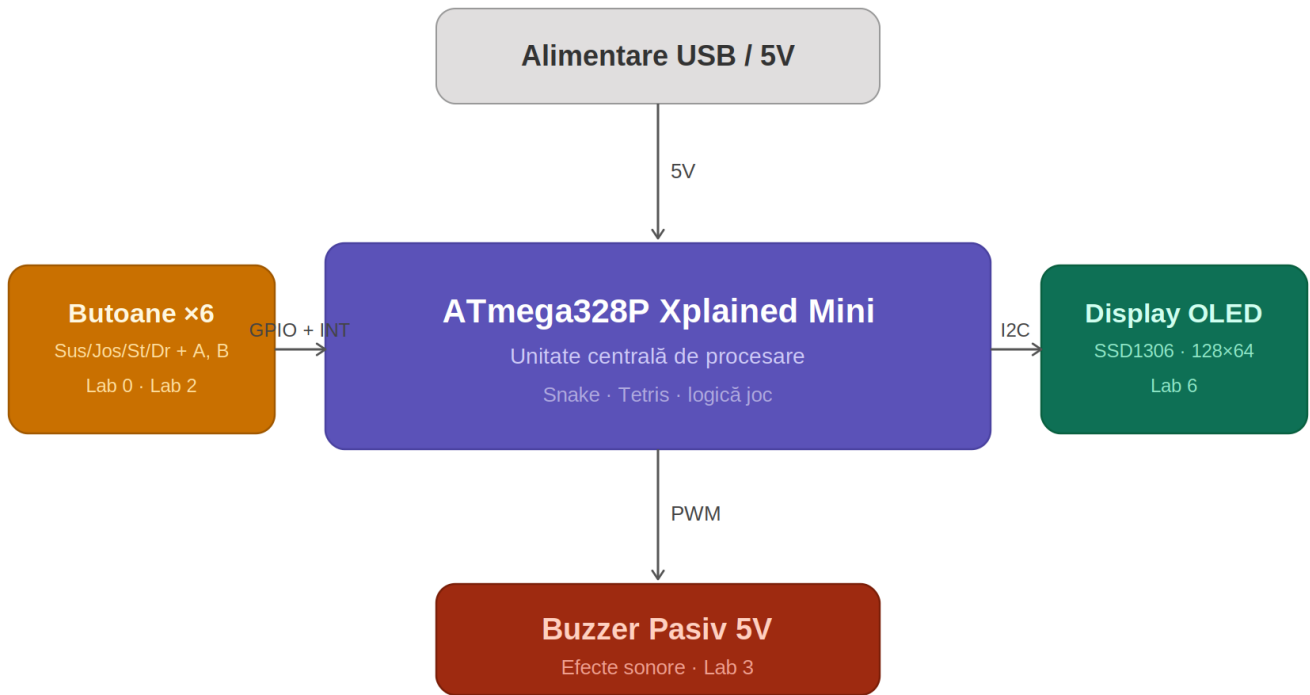 Alimentare USB / 5V
5V
Butoane ×6
Sus/Jos/St/Dr + A, B
Lab 0 · Lab 2
GPIO + INT
ATmega328P Xplained Mini
Unitate centrală de procesare
Snake · Tetris · logică joc
I2C
Display OLED
SSD1306 · 128×64
Lab 6
PWM
Buzzer Pasiv 5V
Efecte sonore · Lab 3